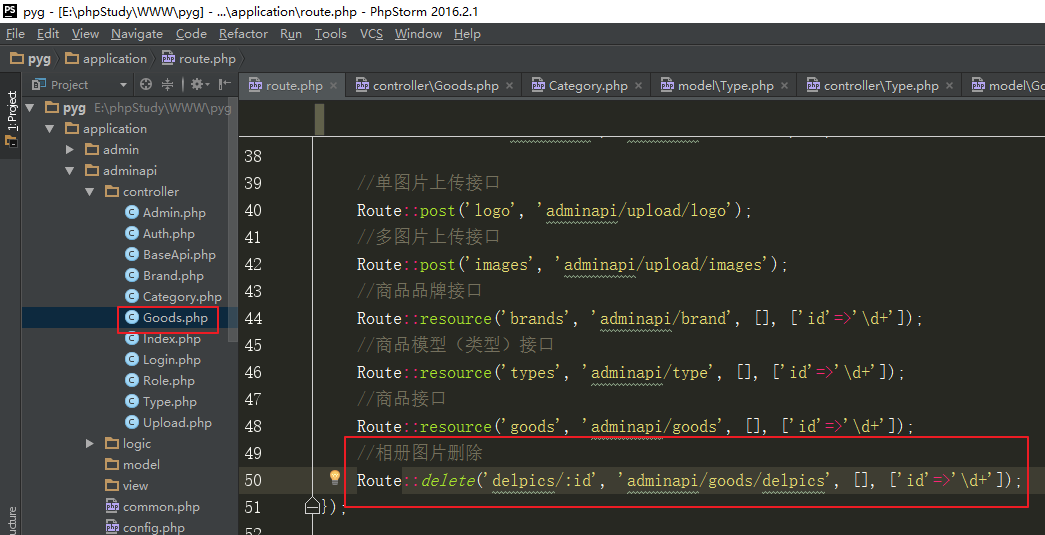 pyg - [E:\phpStudy\WWW\pyg] - ...\application\route.php - PhpStorm 2016.2.1
File Edit View Navigate Code Refactor Run Tools VCS Window Help
pyg application route.php
Project
route.php × controller\Goods.php × Category.php × model\Type.php × controller\Type.php × model\Go
1: Project
pyg E:\phpStudy\WWW\pyg
application
admin
adminapi
controller
Admin.php
Auth.php
BaseApi.php
Brand.php
Category.php
Goods.php
Index.php
Login.php
Role.php
Type.php
Upload.php
logic
model
view
common.php
config.php
ucture
38
39 //单图片上传接口
40 Route::post('logo', 'adminapi/upload/logo');
41 //多图片上传接口
42 Route::post('images', 'adminapi/upload/images');
43 //商品品牌接口
44 Route::resource('brands', 'adminapi/brand', [], ['id'=>'\d+']);
45 //商品模型（类型）接口
46 Route::resource('types', 'adminapi/type', [], ['id'=>'\d+']);
47 //商品接口
48 Route::resource('goods', 'adminapi/goods', [], ['id'=>'\d+']);
49 //相册图片删除
50 Route::delete('delpics/:id', 'adminapi/goods/delpics', [], ['id'=>'\d+']);
51 });
52